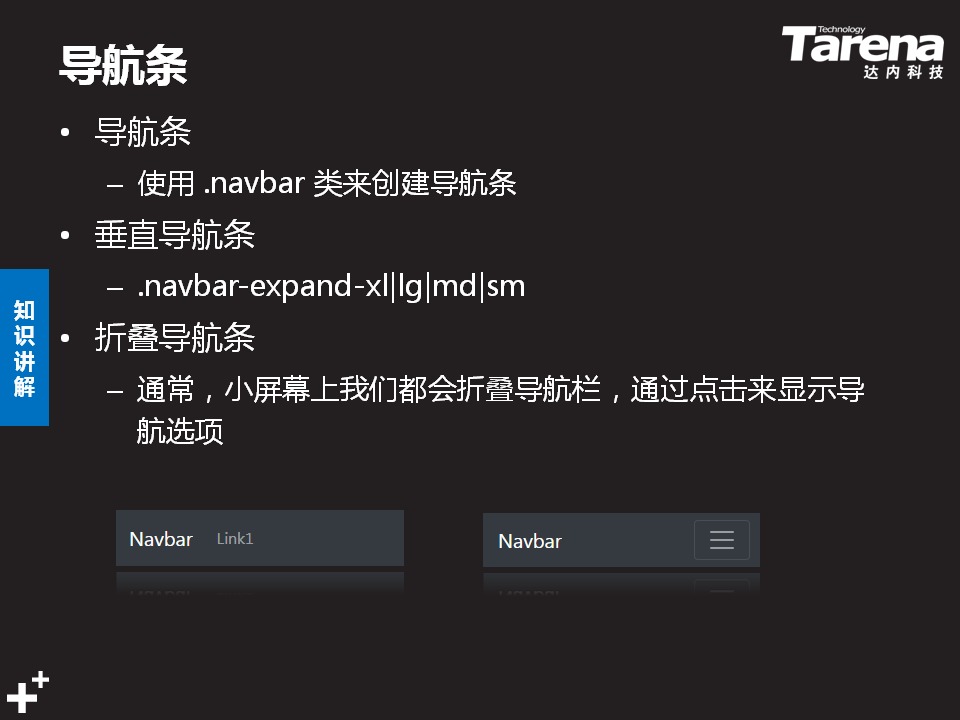 导航条
Technology
Tarena
达内科技
• 导航条
– 使用 .navbar 类来创建导航条
• 垂直导航条
– .navbar-expand-xl|lg|md|sm
• 折叠导航条
– 通常，小屏幕上我们都会折叠导航栏，通过点击来显示导
航选项
知识讲解
Navbar Link1
Navbar